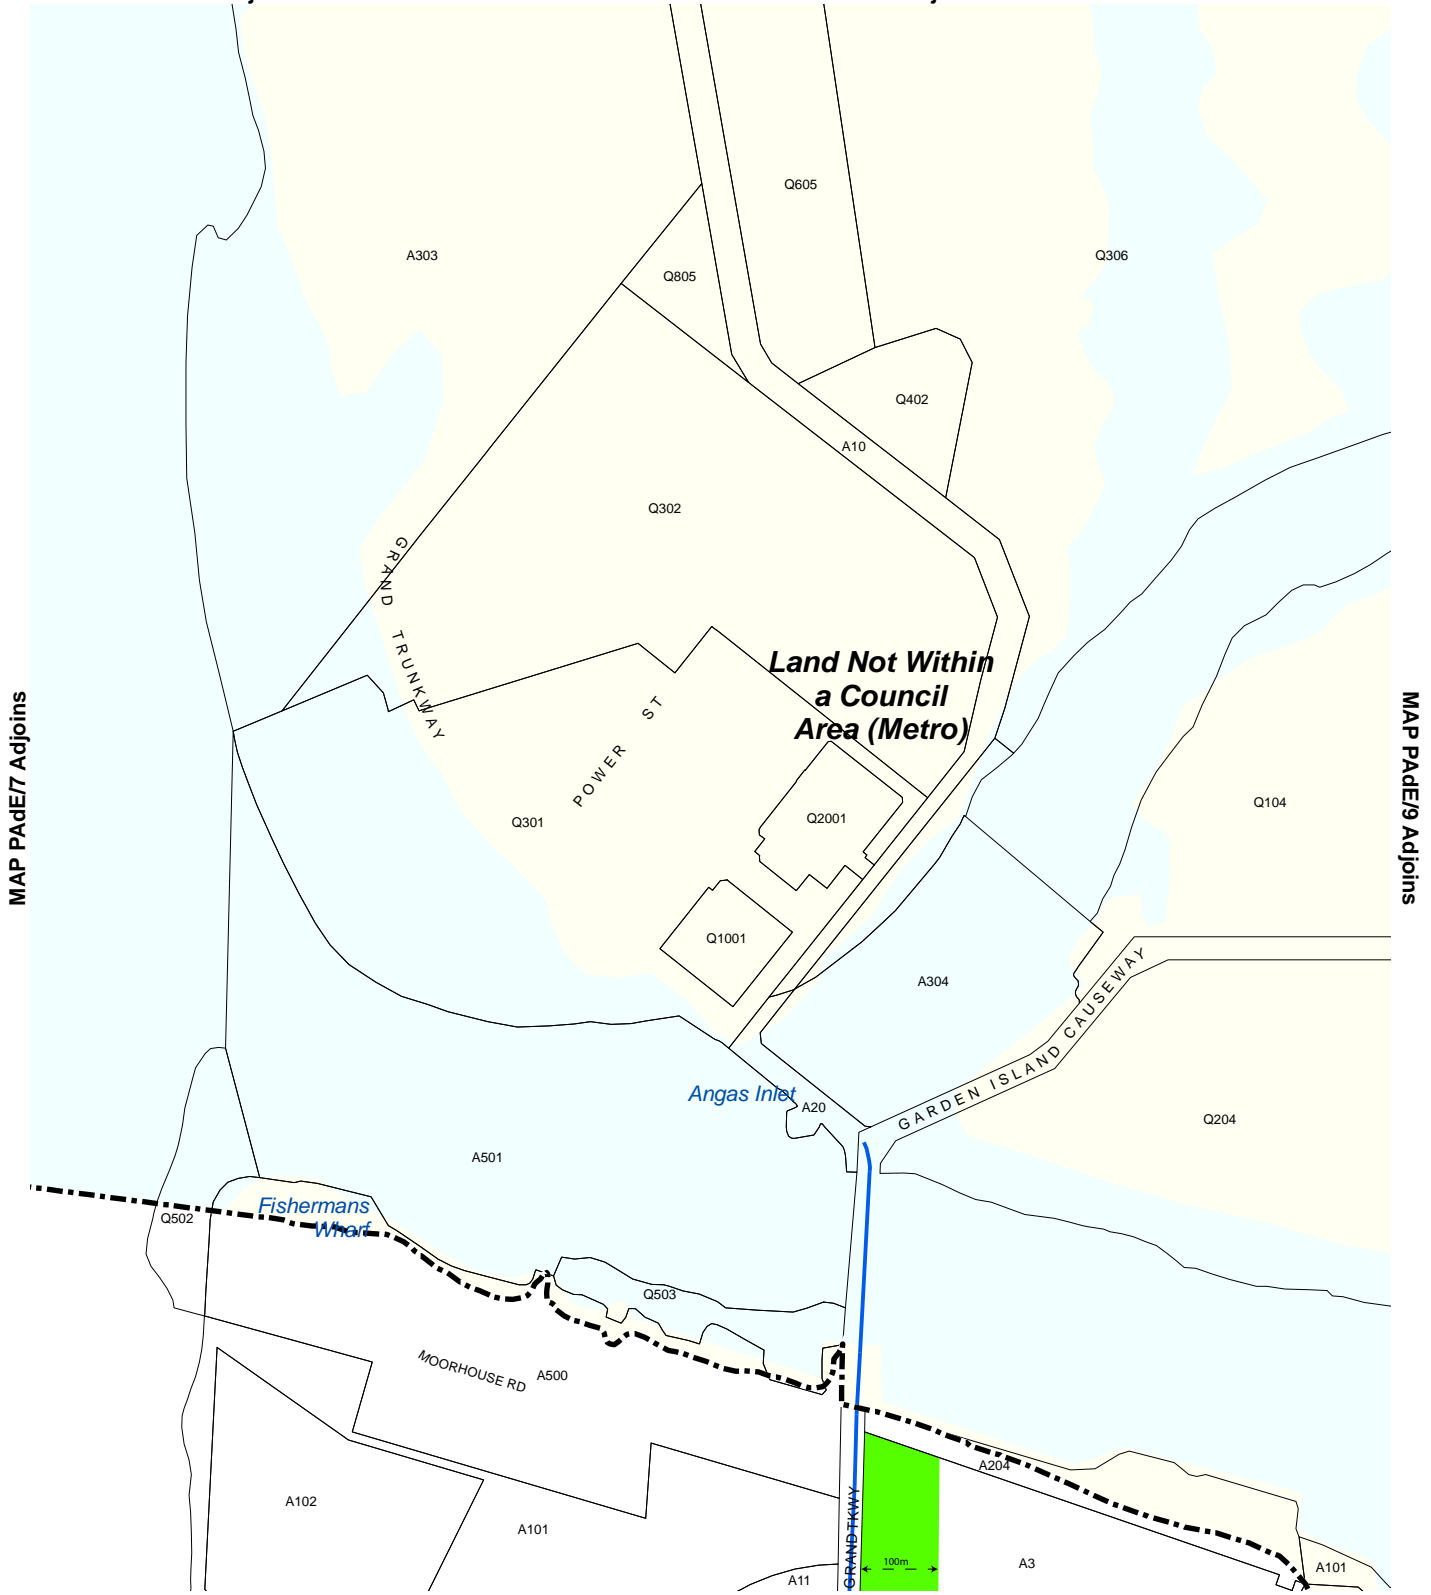 Q605
A303
Q306
Q805
Q402
A10
Q302
GRAND TRUNKWAY
Land Not Within
a Council
Area (Metro)
MAP PAdE/7 Adjoins
MAP PAdE/9 Adjoins
POWER ST
Q104
Q2001
Q301
Q1001
A304
GARDEN ISLAND CAUSEWAY
Angas Inlet
A20
Q204
A501
Fishermans
Wharf
Q502
Q503
MOORHOUSE RD
A500
A204
A102
A101
GRANDTKWY
100m
A3
A101
A11